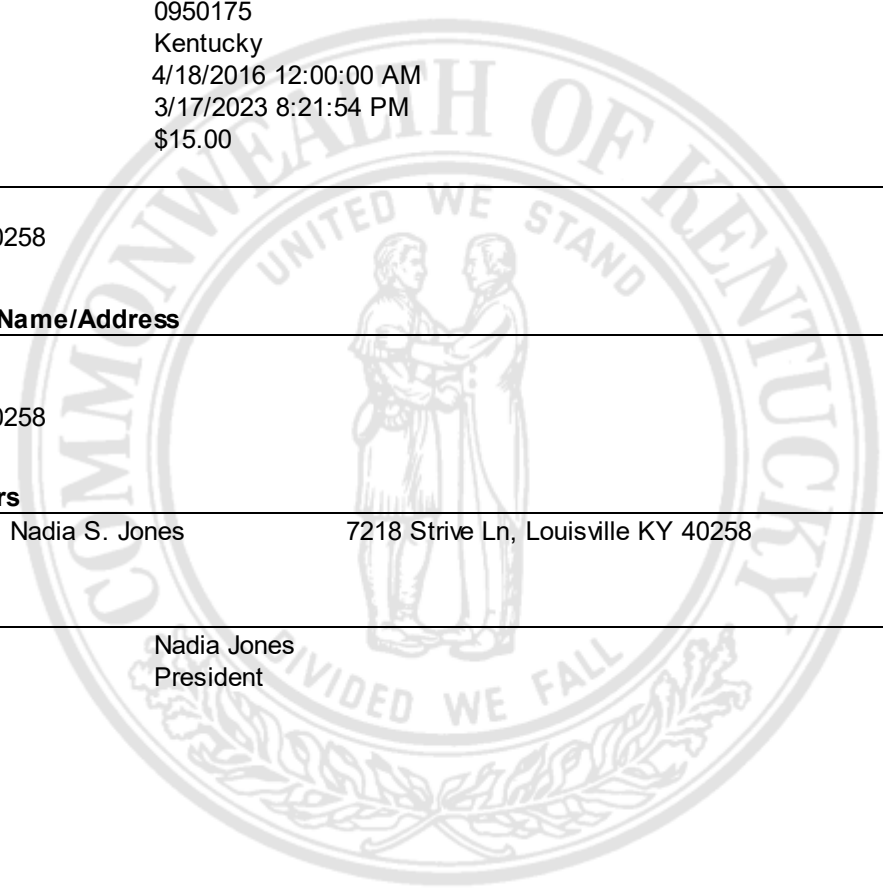 0950175
Kentucky
4/18/2016 12:00:00 AM
3/17/2023 8:21:54 PM
$15.00
0258
Name/Address
0258
rs
Nadia S. Jones 7218 Strive Ln, Louisville KY 40258
Nadia Jones
President
COMMONWEALTH OF KENTUCKY
UNITED WE STAND
DIVIDED WE FALL